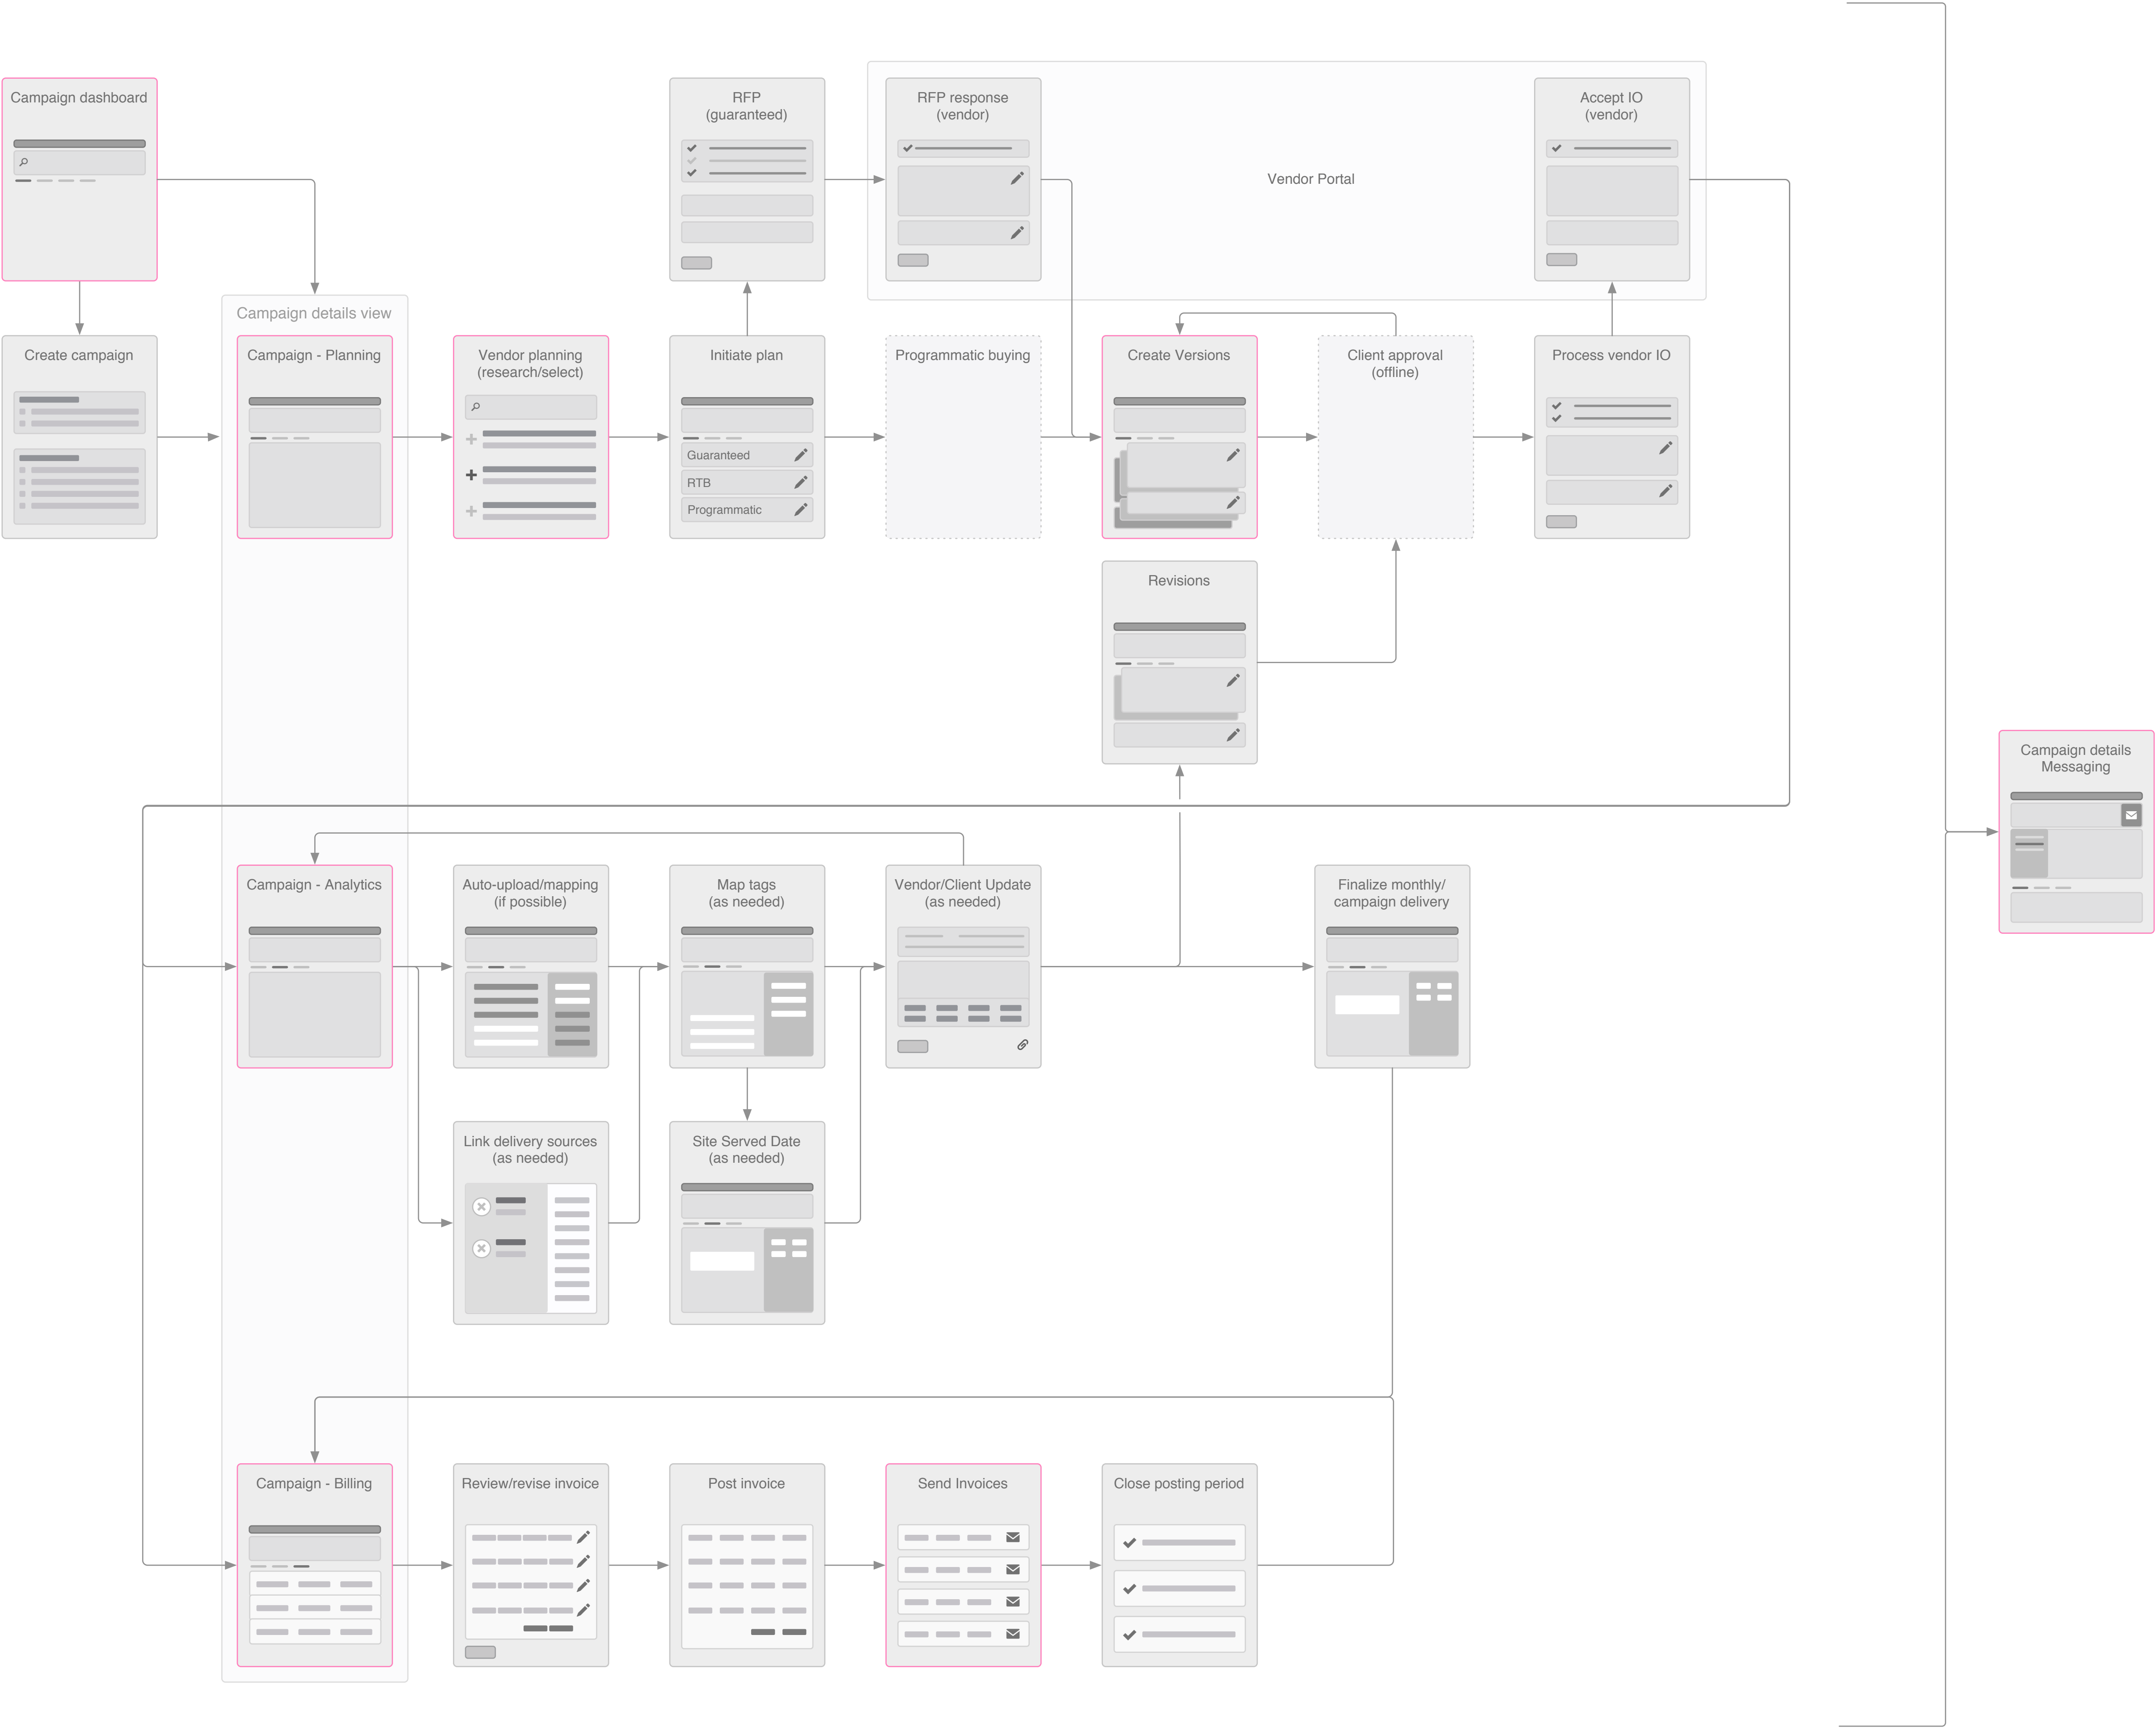 Campaign dashboard
RFP
(guaranteed)
RFP response
(vendor)
Vendor Portal
Accept IO
(vendor)
Campaign details view
Create campaign
Campaign - Planning
Vendor planning
(research/select)
Initiate plan
Guaranteed
RTB
Programmatic
Programmatic buying
Create Versions
Client approval
(offline)
Process vendor IO
Revisions
Campaign details
Messaging
Campaign - Analytics
Auto-upload/mapping
(if possible)
Map tags
(as needed)
Vendor/Client Update
(as needed)
Finalize monthly/
campaign delivery
Link delivery sources
(as needed)
Site Served Date
(as needed)
Campaign - Billing
Review/revise invoice
Post invoice
Send Invoices
Close posting period